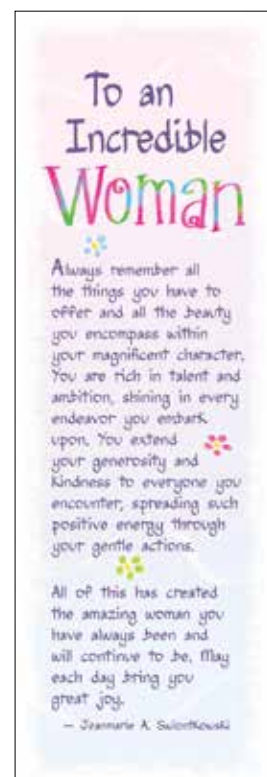 To an
Incredible
Woman
Always remember all
the things you have to
offer and all the beauty
you encompass within
your magnificent character.
You are rich in talent and
ambition, shining in every
endeavor you embark
upon. You extend
your generosity and
kindness to everyone you
encounter, spreading such
positive energy through
your gentle actions.
All of this has created
the amazing woman you
have always been and
will continue to be. May
each day bring you
great joy.
— Jeannarie A. Swiontkowski